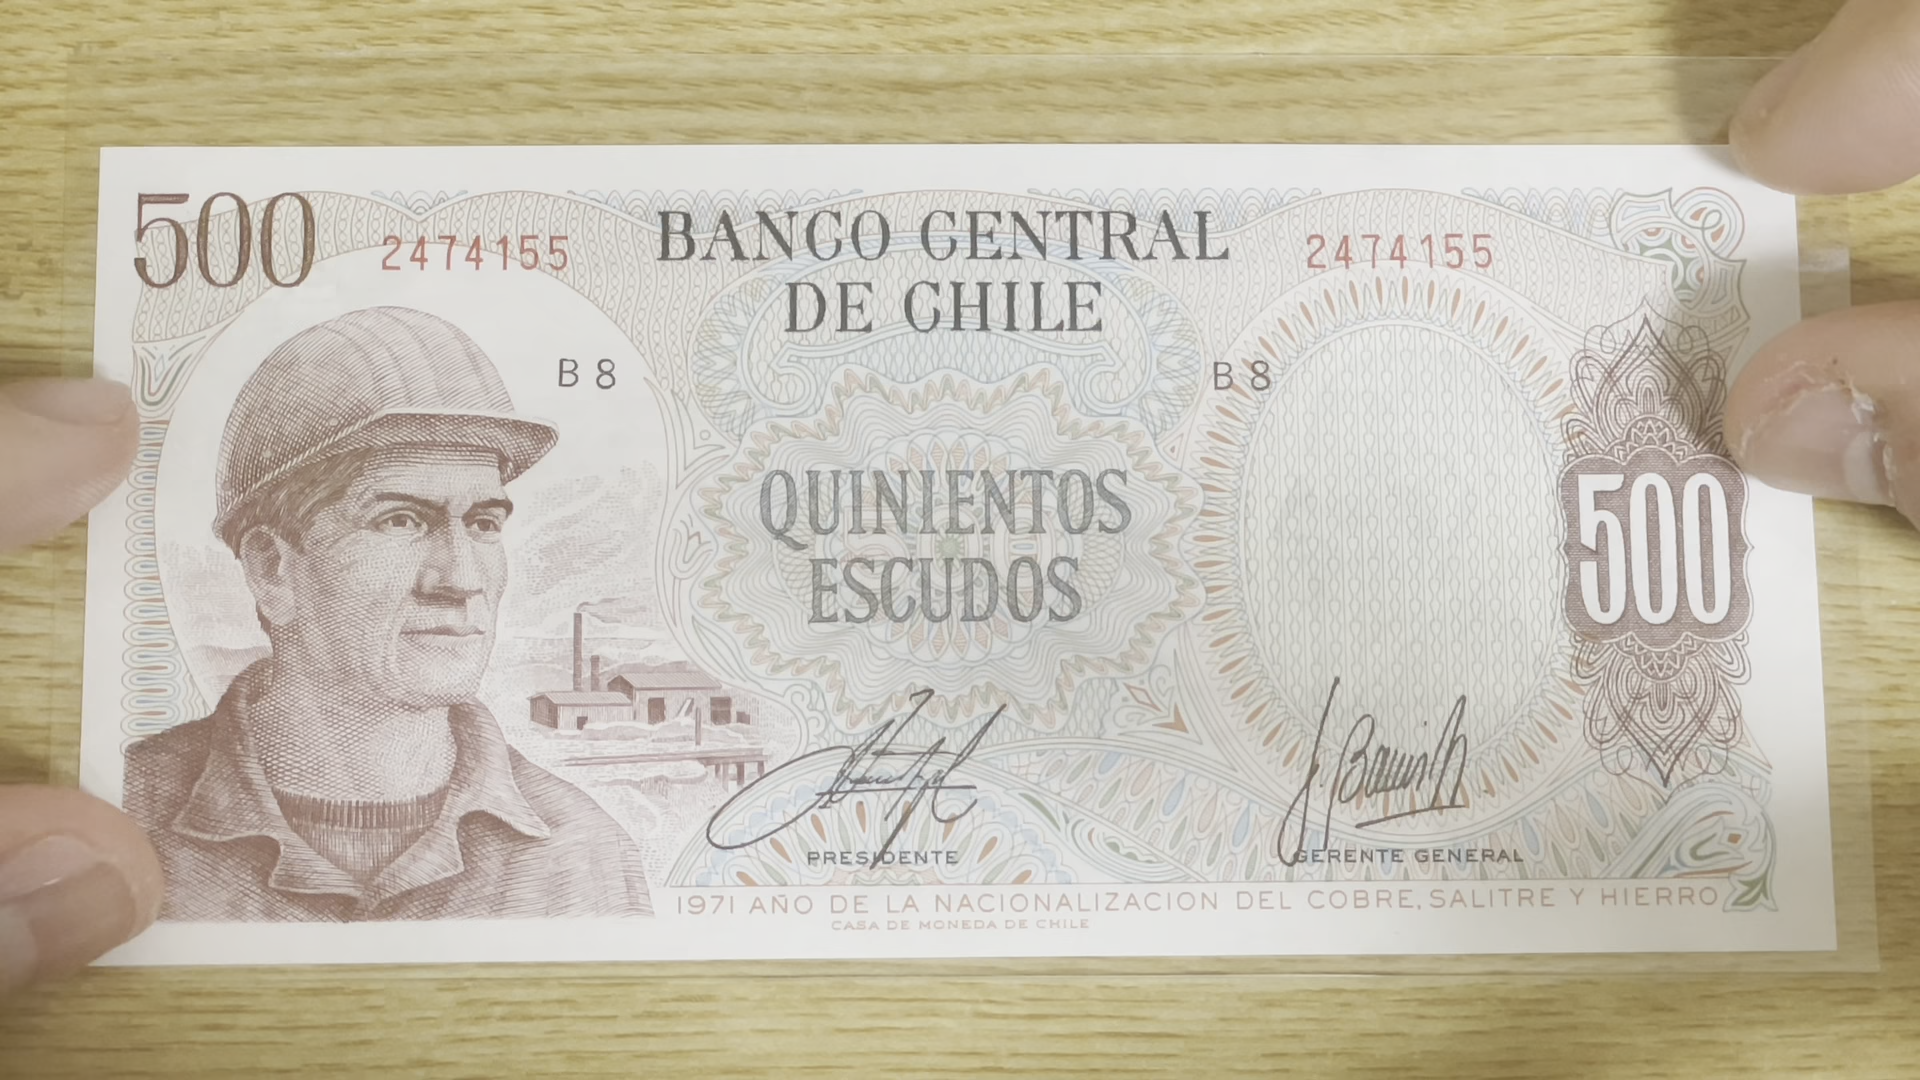 500
2474155
BANCO CENTRAL
DE CHILE
2474155
B 8
B 8
QUINIENTOS
ESCUDOS
500
PRESIDENTE
GERENTE GENERAL
1971 AÑO DE LA NACIONALIZACION DEL COBRE, SALITRE Y HIERRO
CASA DE MONEDA DE CHILE